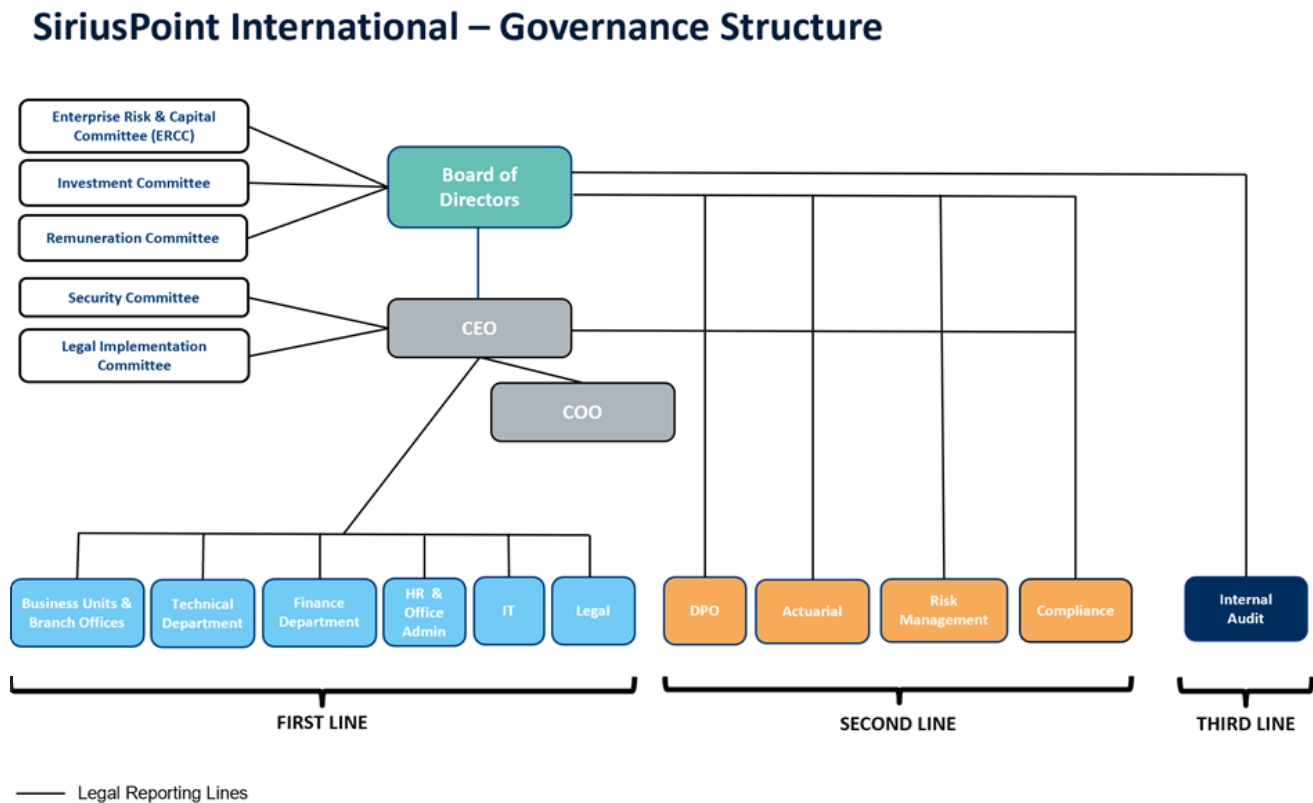 SiriusPoint International – Governance Structure
Enterprise Risk & Capital
Committee (ERCC)
Investment Committee
Remuneration Committee
Security Committee
Legal Implementation
Committee
Board of
Directors
CEO
COO
Business Units &
Branch Offices
Technical
Department
Finance
Department
HR & 
Office
Admin
IT
Legal
DPO
Actuarial
Risk
Management
Compliance
Internal
Audit
FIRST LINE
SECOND LINE
THIRD LINE
Legal Reporting Lines